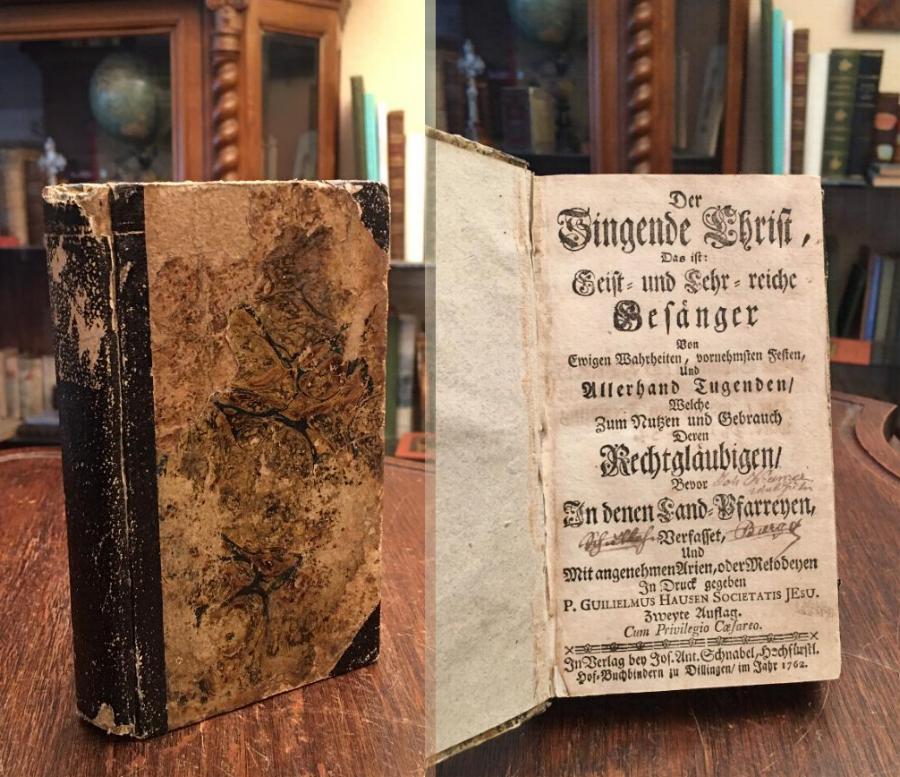 Der
Singende Christ,
Das ist:
Geist- und Lehr-reiche
Gesänger
Von
Ewigen Wahrheiten, vornehmsten Festen,
Und
Allerhand Tugenden/
Welche
Zum Nutzen und Gebrauch
Deren
Rechtgläubigen/
Bevor
In denen Land-Pfarreyen,
Verfasset,
Und
Mit angenehmen Arien, oder Melodeyen
In Druck gegeben
P. GUILIELMUS HAUSEN SOCIETATIS JESU.
Zweyte Auflag.
Cum Privilegio Cæsareo.
In Verlag bey Jos. Ant. Schnabel, Hochfürstl.
Hof-Buchbindern zu Dillingen/ im Jahr 1762.